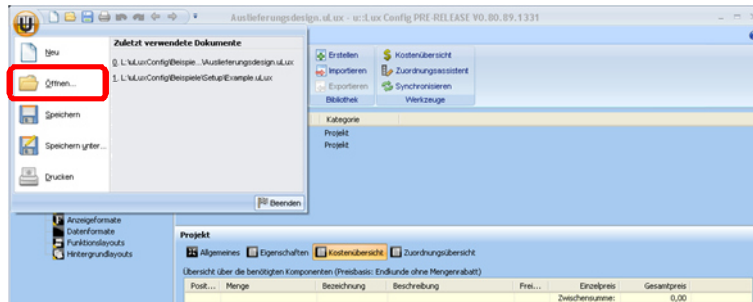 Auslieferungsdesign.uLux - u::Lux Config PRE-RELEASE V0.80.89.1331
Neu
Öffnen...
Speichern
Speichern unter...
Drucken
Zuletzt verwendete Dokumente
0. L:\uLuxConfig\Beispie...\Auslieferungsdesign.uLux
1. L:\uLuxConfig\Beispiele\Setup\Example.uLux
Beenden
Erstellen
Importieren
Exportieren
Bibliothek
Kostenübersicht
Zuordnungsassistent
Synchronisieren
Werkzeuge
Kategorie
Projekt
Projekt
Anzeigeformate
Datenformate
Funktionslayouts
Hintergrundlayouts
Projekt
Allgemeines Eigenschaften Kostenübersicht Zuordnungsübersicht
Übersicht über die benötigten Komponenten (Preisbasis: Endkunde ohne Mengenrabatt)
Posit... Menge Bezeichnung Beschreibung Frei... Einzelpreis Gesamtpreis
Zwischensumme: 0,00